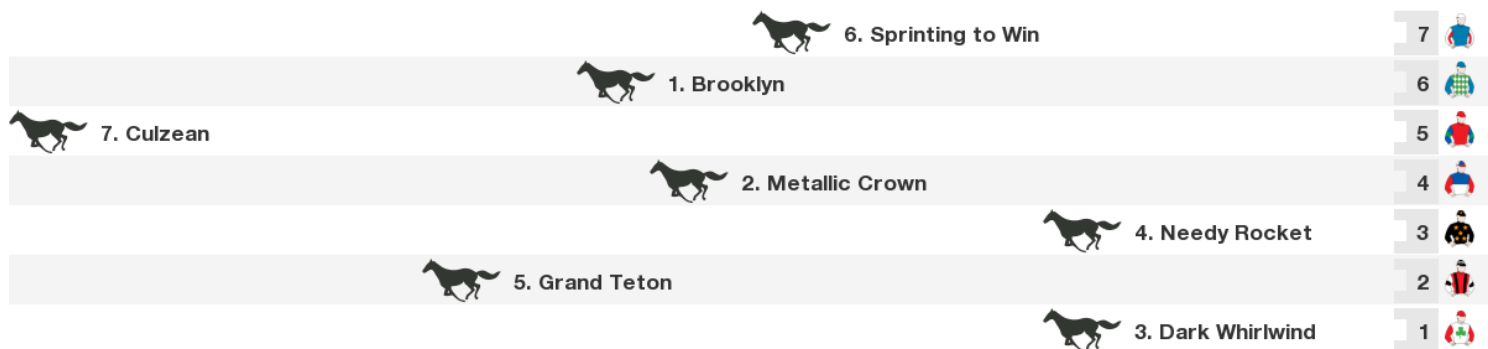 6. Sprinting to Win 7
1. Brooklyn 6
7. Culzean 5
2. Metallic Crown 4
4. Needy Rocket 3
5. Grand Teton 2
3. Dark Whirlwind 1